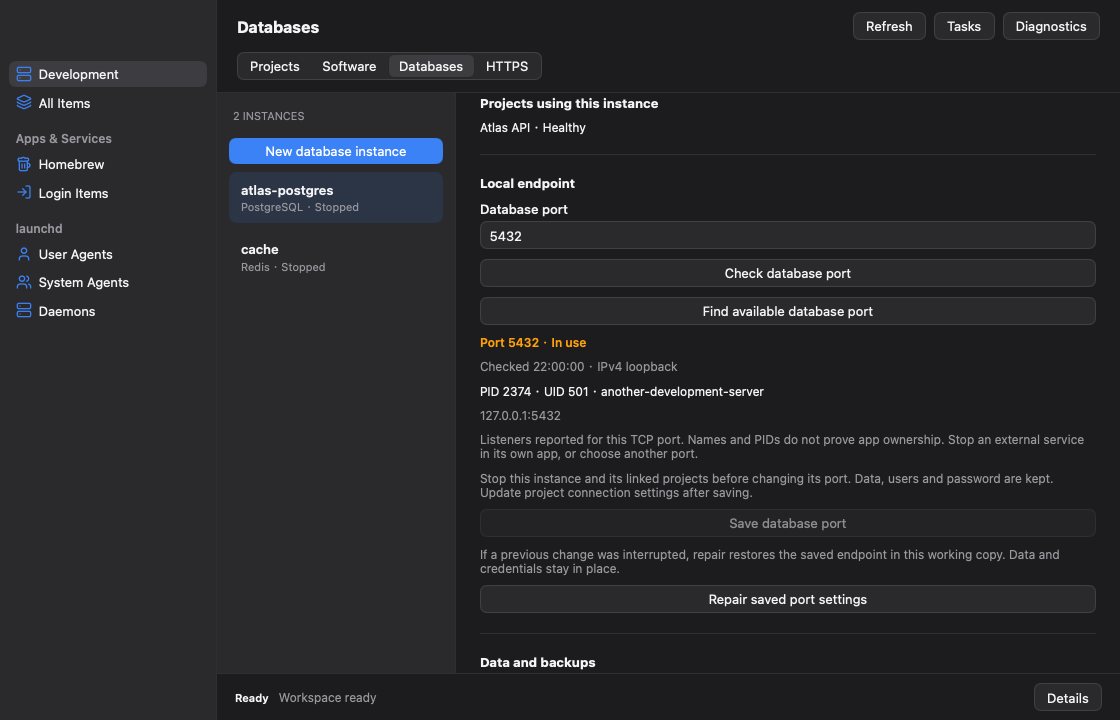 Databases
Refresh
Tasks
Diagnostics
Projects
Software
Databases
HTTPS
Development
All Items
Apps & Services
Homebrew
Login Items
launchd
User Agents
System Agents
Daemons
2 INSTANCES
New database instance
atlas-postgres
PostgreSQL · Stopped
cache
Redis · Stopped
Projects using this instance
Atlas API · Healthy
Local endpoint
Database port
5432
Check database port
Find available database port
Port 5432 · In use
Checked 22:00:00 · IPv4 loopback
PID 2374 · UID 501 · another-development-server
127.0.0.1:5432
Listeners reported for this TCP port. Names and PIDs do not prove app ownership. Stop an external service
in its own app, or choose another port.
Stop this instance and its linked projects before changing its port. Data, users and password are kept.
Update project connection settings after saving.
Save database port
If a previous change was interrupted, repair restores the saved endpoint in this working copy. Data and
credentials stay in place.
Repair saved port settings
Data and backups
Ready
Workspace ready
Details